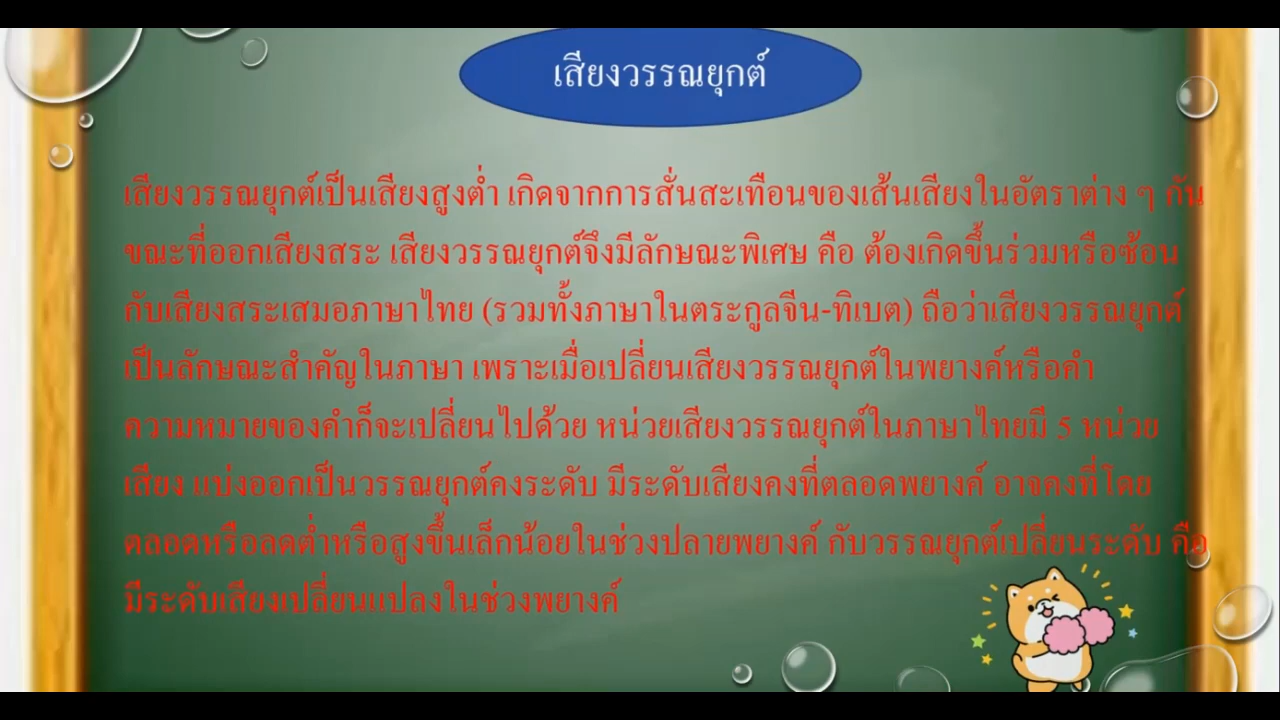 เสียงวรรณยุกต์
เสียงวรรณยุกต์เป็นเสียงสูงต่ำ เกิดจากการสั่นสะเทือนของเส้นเสียงในอัตราต่าง ๆ กัน
ขณะที่ออกเสียงสระ เสียงวรรณยุกต์จึงมีลักษณะพิเศษ คือ ต้องเกิดขึ้นร่วมหรือซ้อน
กับเสียงสระเสมอภาษาไทย (รวมทั้งภาษาในตระกูลจีน-ทิเบต) ถือว่าเสียงวรรณยุกต์
เป็นลักษณะสำคัญในภาษา เพราะเมื่อเปลี่ยนเสียงวรรณยุกต์ในพยางค์หรือคำ
ความหมายของคำก็จะเปลี่ยนไปด้วย หน่วยเสียงวรรณยุกต์ในภาษาไทยมี 5 หน่วย
เสียง แบ่งออกเป็นวรรณยุกต์คงระดับ มีระดับเสียงคงที่ตลอดพยางค์ อาจคงที่โดย
ตลอดหรือลดต่ำหรือสูงขึ้นเล็กน้อยในช่วงปลายพยางค์ กับวรรณยุกต์เปลี่ยนระดับ คือ
มีระดับเสียงเปลี่ยนแปลงในช่วงพยางค์